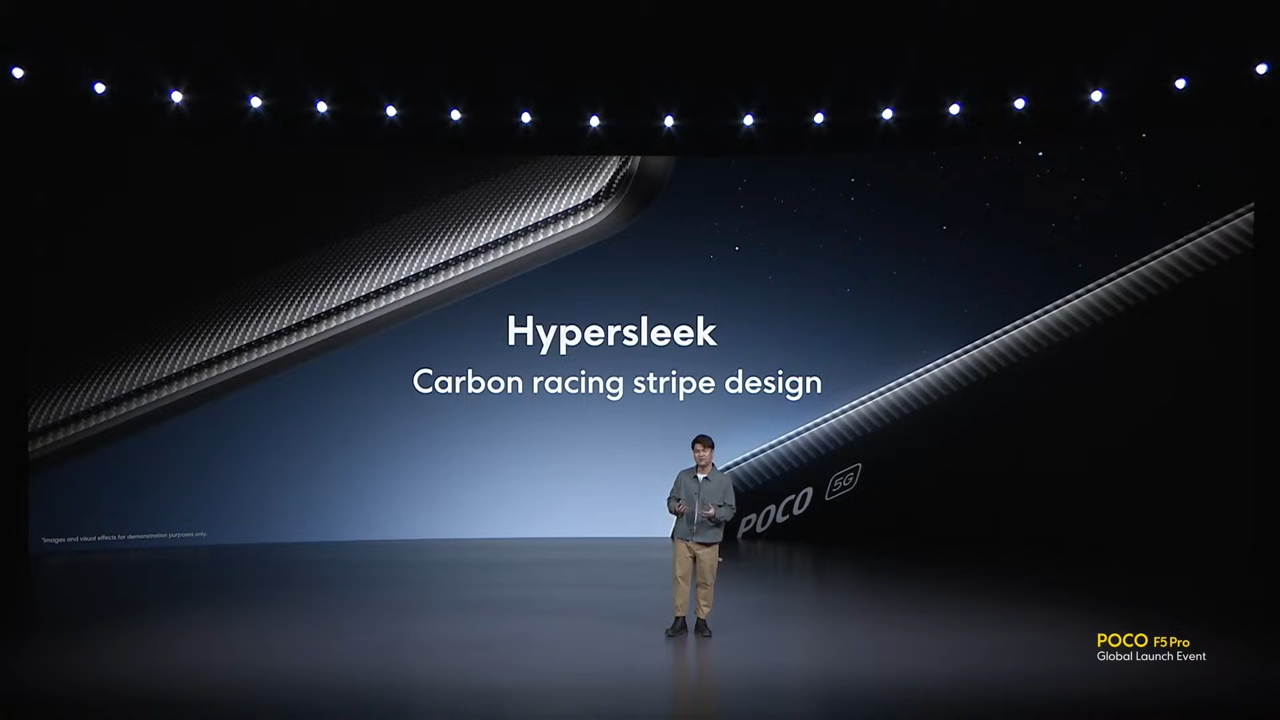 Hypersleek
Carbon racing stripe design
POCO 5G
*Images and visual effects for demonstration purposes only.
POCO F5 Pro
Global Launch Event